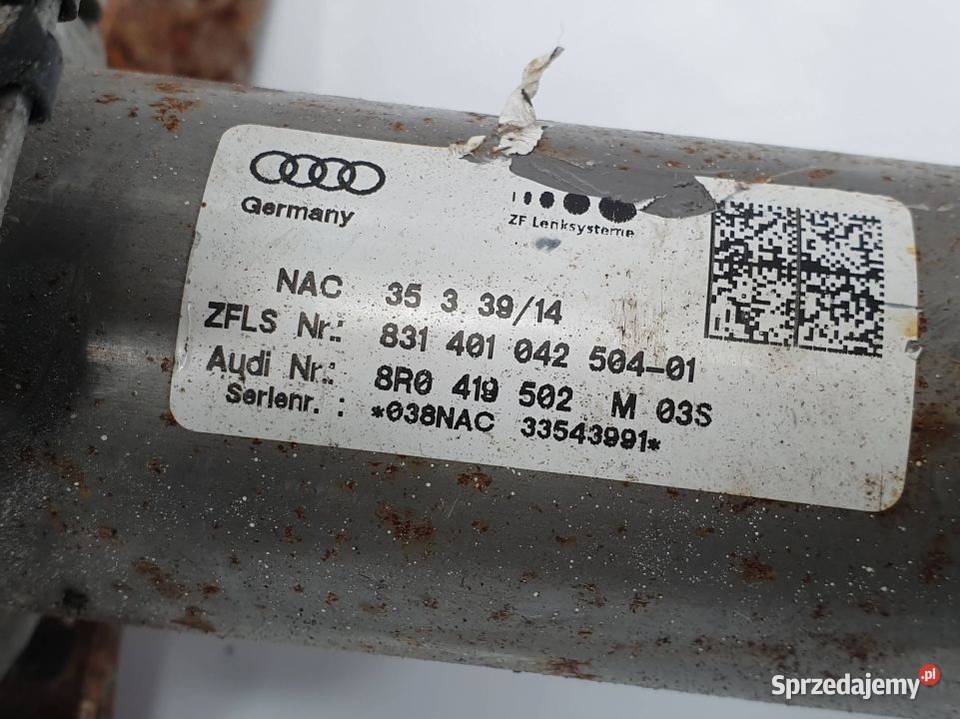 Germany
ZF Lenksysteme
NAC 35 3 39/14
ZFLS Nr.: 831 401 042 504-01
Audi Nr.: 8R0 419 502 M 03S
Serienr. : *038NAC 33543991*
Sprzedajemy.pl